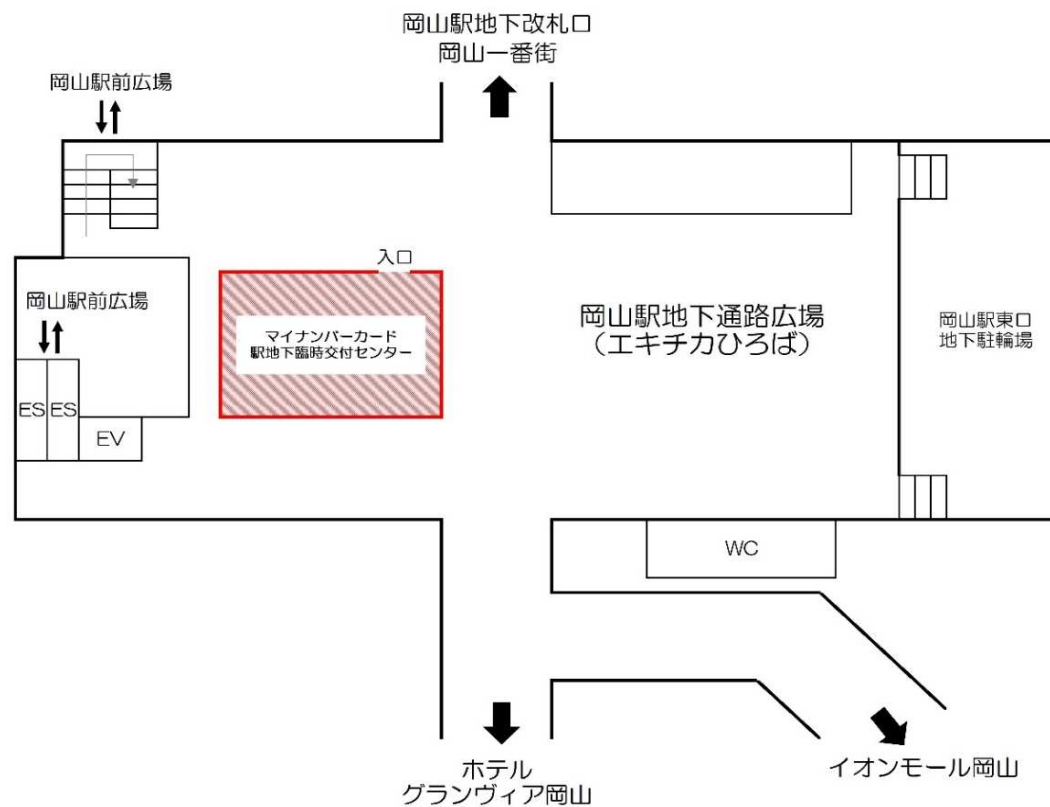 岡山駅地下改札口
岡山一番街
岡山駅前広場
入口
岡山駅前広場
マイナンバーカード
駅地下臨時交付センター
岡山駅地下通路広場
（エキチカひろば）
岡山駅東口
地下駐輪場
ES ES
EV
WC
ホテル
グランヴィア岡山
イオンモール岡山